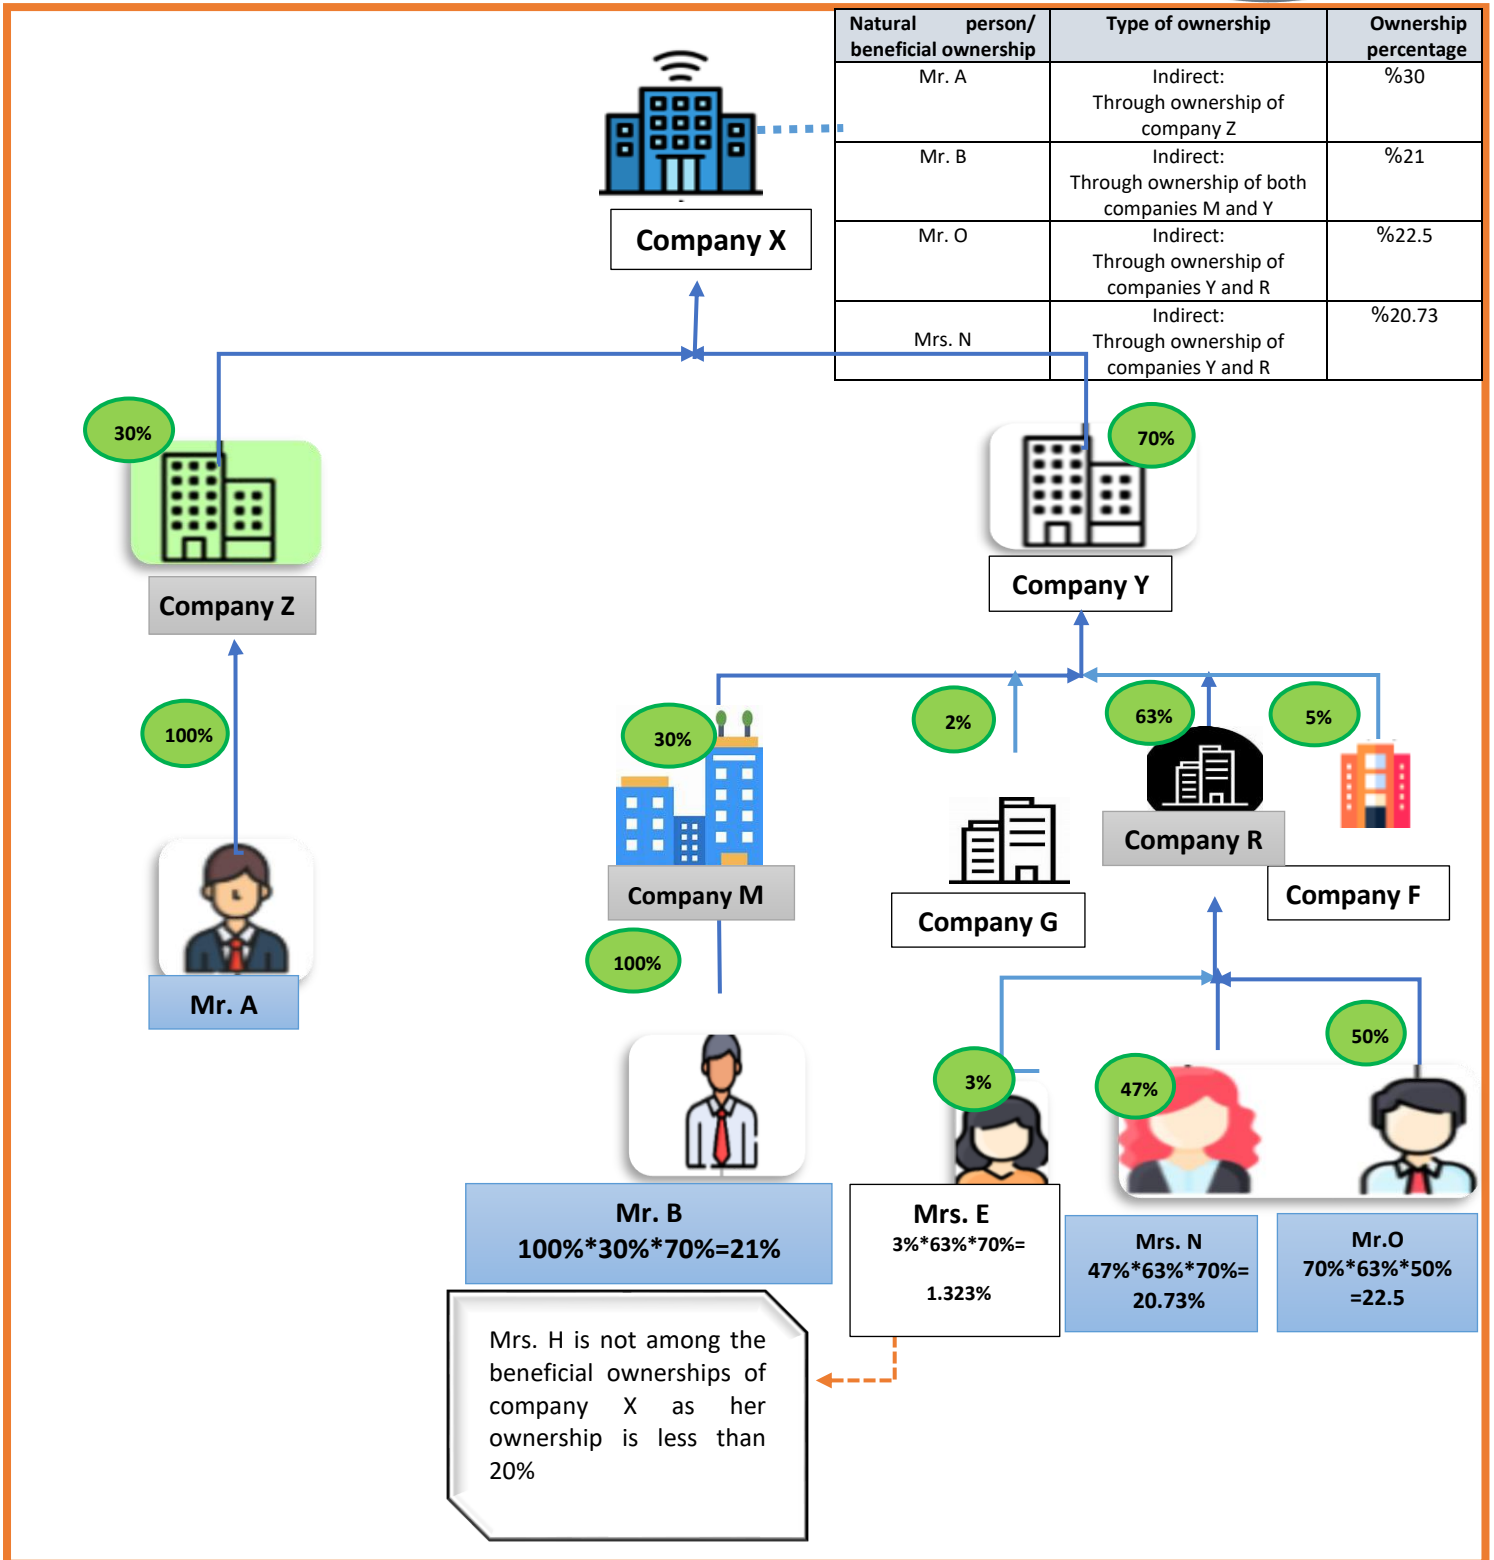 Natural person/ beneficial ownership
Type of ownership
Ownership percentage
Mr. A
Indirect:
Through ownership of
company Z
%30
Mr. B
Indirect:
Through ownership of both
companies M and Y
%21
Mr. O
Indirect:
Through ownership of
companies Y and R
%22.5
Mrs. N
Indirect:
Through ownership of
companies Y and R
%20.73
Company X
30%
70%
Company Z
Company Y
100%
30%
2%
63%
5%
Company M
Company G
Company R
Company F
Mr. A
100%
3%
47%
50%
Mr. B
100%*30%*70%=21%
Mrs. E
3%*63%*70%=
1.323%
Mrs. N
47%*63%*70%=
20.73%
Mr.O
70%*63%*50%
=22.5
Mrs. H is not among the
beneficial ownerships of
company X as her
ownership is less than
20%